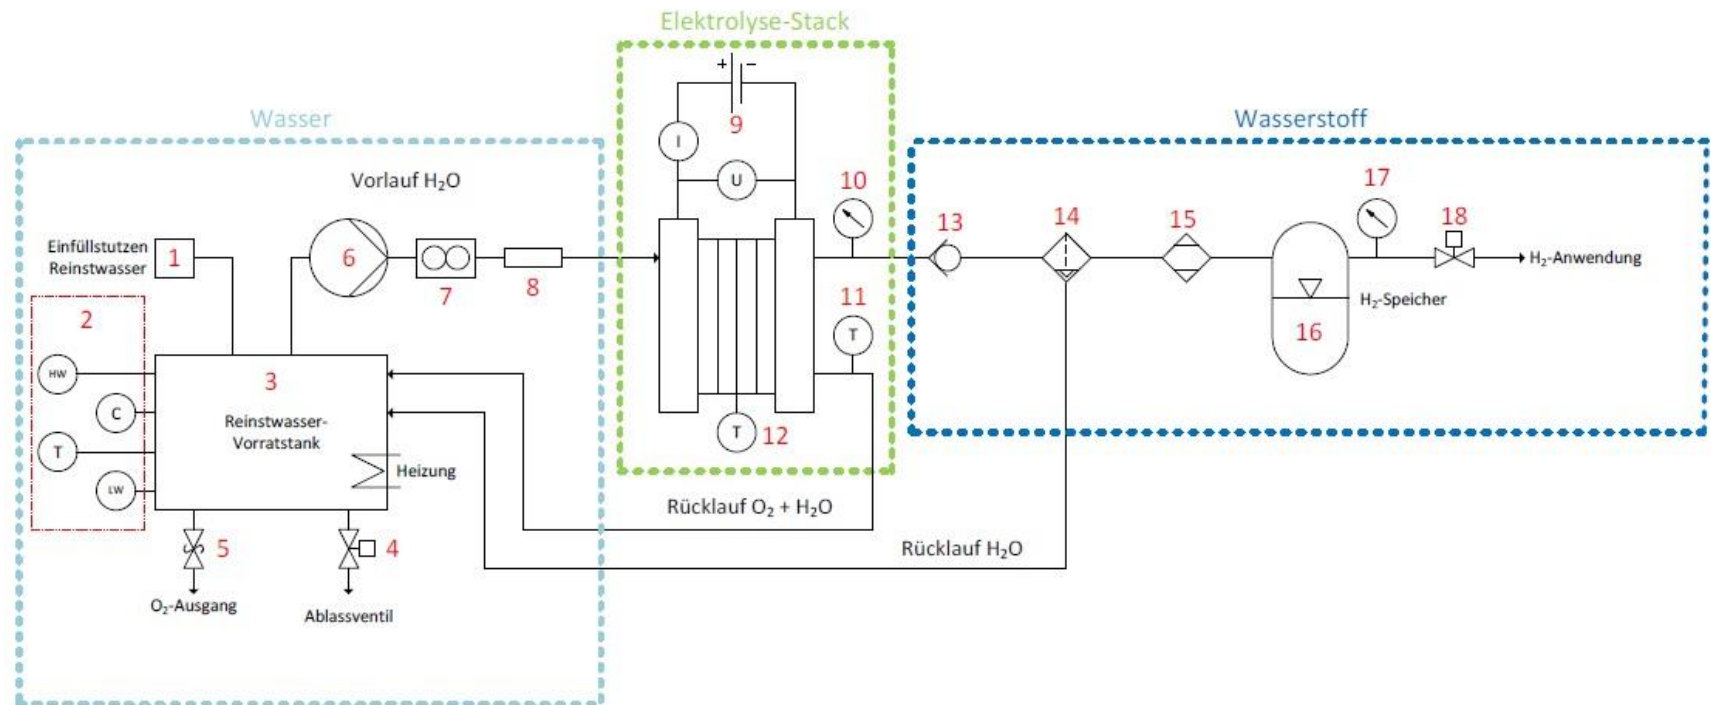 Elektrolyse-Stack
+ −
9
Wasser
Wasserstoff
I
U
Vorlauf H₂O
10
17
13
14
15
18
Einfüllstutzen
Reinstwasser
1
6
7
8
H₂-Anwendung
H₂-Speicher
16
11
T
2
HW
3
C
Reinstwasser-
Vorratstank
T
12
T
LW
Heizung
Rücklauf O₂ + H₂O
5
4
Rücklauf H₂O
O₂-Ausgang
Ablassventil